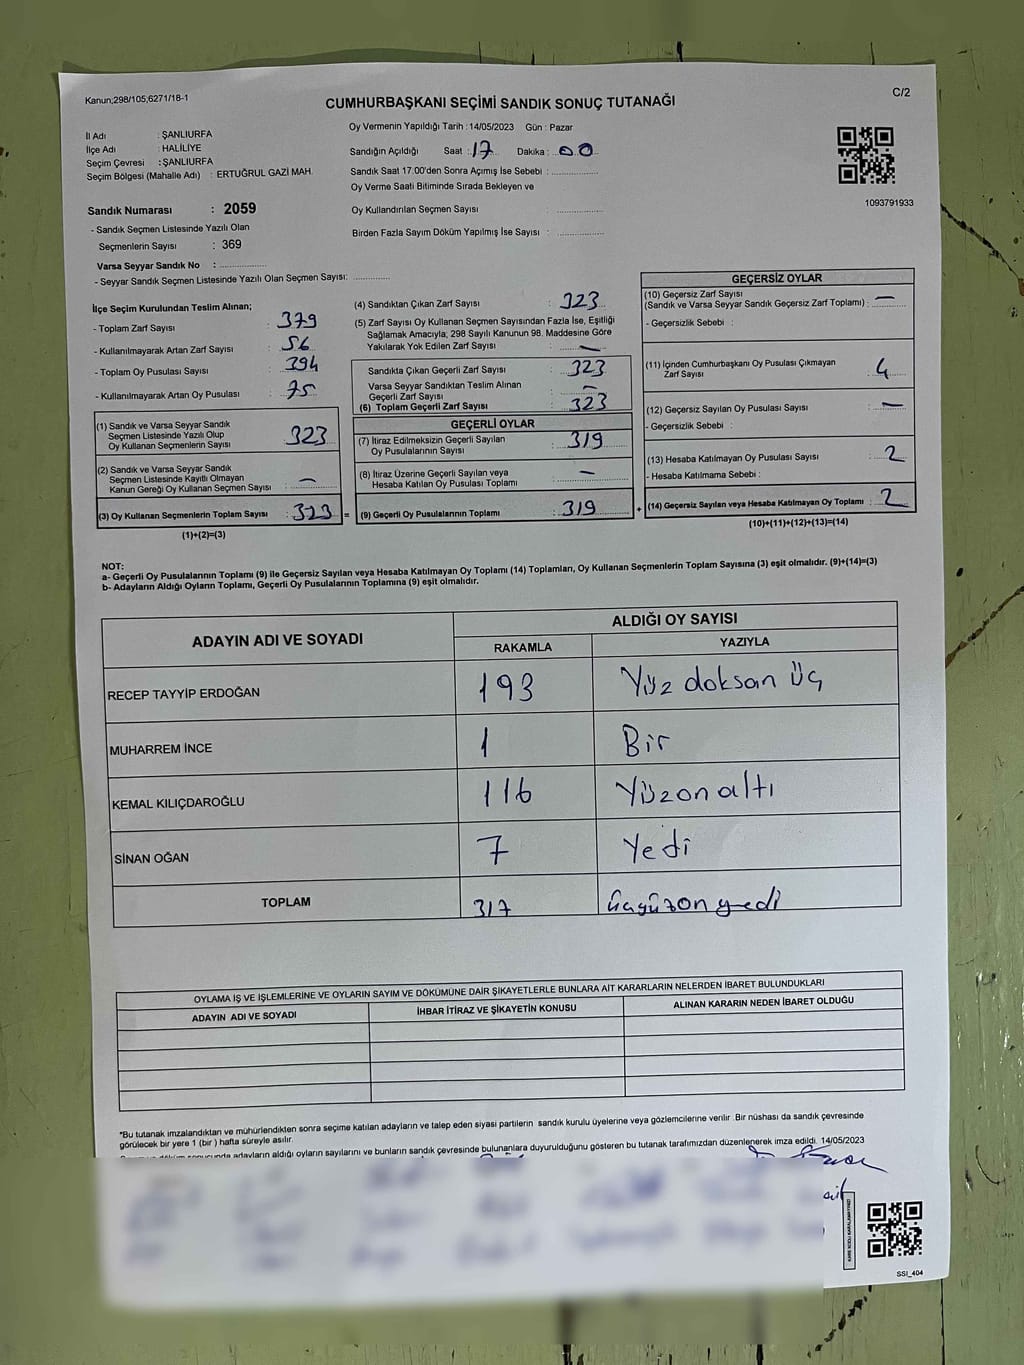 Kanun;298/105;6271/18-1
C/2
CUMHURBAŞKANI SEÇİMİ SANDIK SONUÇ TUTANAĞI
İl Adı : ŞANLIURFA
İlçe Adı : HALİLİYE
Seçim Çevresi : ŞANLIURFA
Seçim Bölgesi (Mahalle Adı) : ERTUĞRUL GAZİ MAH.
Oy Vermenin Yapıldığı Tarih :14/05/2023 Gün : Pazar
Sandığın Açıldığı Saat : 17 Dakika : 00
Sandık Saat 17.00'den Sonra Açımış İse Sebebi :
Oy Verme Saati Bitiminde Sırada Bekleyen ve
Oy Kullandırılan Seçmen Sayısı :
Birden Fazla Sayım Döküm Yapılmış İse Sayısı :
1093791933
Sandık Numarası : 2059
- Sandık Seçmen Listesinde Yazılı Olan
Seçmenlerin Sayısı : 369
Varsa Seyyar Sandık No :
- Seyyar Sandık Seçmen Listesinde Yazılı Olan Seçmen Sayısı:
İlçe Seçim Kurulundan Teslim Alınan;
- Toplam Zarf Sayısı : 379
- Kullanılmayarak Artan Zarf Sayısı : 56
- Toplam Oy Pusulası Sayısı : 394
- Kullanılmayarak Artan Oy Pusulası : 75
(1) Sandık ve Varsa Seyyar Sandık
Seçmen Listesinde Yazılı Olup
Oy Kullanan Seçmenlerin Sayısı : 323
(2) Sandık ve Varsa Seyyar Sandık
Seçmen Listesinde Kayıtlı Olmayan
Kanun Gereği Oy Kullanan Seçmen Sayısı : —
(3) Oy Kullanan Seçmenlerin Toplam Sayısı : 323 =
(1)+(2)=(3)
(4) Sandıktan Çıkan Zarf Sayısı : 323
(5) Zarf Sayısı Oy Kullanan Seçmen Sayısından Fazla İse, Eşitliği
Sağlamak Amacıyla; 298 Sayılı Kanunun 98. Maddesine Göre
Yakılarak Yok Edilen Zarf Sayısı : —
Sandıkta Çıkan Geçerli Zarf Sayısı : 323
Varsa Seyyar Sandıktan Teslim Alınan
Geçerli Zarf Sayısı : —
(6) Toplam Geçerli Zarf Sayısı : 323
GEÇERLİ OYLAR
(7) İtiraz Edilmeksizin Geçerli Sayılan
Oy Pusulalarının Sayısı : 319
(8) İtiraz Üzerine Geçerli Sayılan veya
Hesaba Katılan Oy Pusulası Toplamı : —
(9) Geçerli Oy Pusulalarının Toplamı : 319 +
GEÇERSİZ OYLAR
(10) Geçersiz Zarf Sayısı
(Sandık ve Varsa Seyyar Sandık Geçersiz Zarf Toplamı) : —
- Geçersizlik Sebebi :
(11) İçinden Cumhurbaşkanı Oy Pusulası Çıkmayan
Zarf Sayısı : 4
(12) Geçersiz Sayılan Oy Pusulası Sayısı : —
- Geçersizlik Sebebi :
(13) Hesaba Katılmayan Oy Pusulası Sayısı : 2
- Hesaba Katılmama Sebebi :
(14) Geçersiz Sayılan veya Hesaba Katılmayan Oy Toplamı : 2
(10)+(11)+(12)+(13)=(14)
NOT:
a- Geçerli Oy Pusulalarının Toplamı (9) ile Geçersiz Sayılan veya Hesaba Katılmayan Oy Toplamı (14) Toplamları, Oy Kullanan Seçmenlerin Toplam Sayısına (3) eşit olmalıdır. (9)+(14)=(3)
b- Adayların Aldığı Oyların Toplamı, Geçerli Oy Pusulalarının Toplamına (9) eşit olmalıdır.
ADAYIN ADI VE SOYADI
ALDIĞI OY SAYISI
RAKAMLA YAZIYLA
RECEP TAYYİP ERDOĞAN 193 Yüz doksan üç
MUHARREM İNCE 1 Bir
KEMAL KILIÇDAROĞLU 116 Yüzon altı
SİNAN OĞAN 7 Yedi
TOPLAM 317 üçyüzon yedi
OYLAMA İŞ VE İŞLEMLERİNE VE OYLARIN SAYIM VE DÖKÜMÜNE DAİR ŞİKAYETLERLE BUNLARA AİT KARARLARIN NELERDEN İBARET BULUNDUKLARI
ADAYIN ADI VE SOYADI İHBAR İTİRAZ VE ŞİKAYETİN KONUSU ALINAN KARARIN NEDEN İBARET OLDUĞU
*Bu tutanak imzalandıktan ve mühürlendikten sonra seçime katılan adayların ve talep eden siyasi partilerin sandık kurulu üyelerine veya gözlemcilerine verilir .Bir nüshası da sandık çevresinde
görülecek bir yere 1 (bir ) hafta süreyle asılır.
adayların aldığı oyların sayılarını ve bunların sandık çevresinde bulunanlara duyurulduğunu gösteren bu tutanak tarafımızdan düzenlenerek imza edildi. 14/05/2023
SSI_404